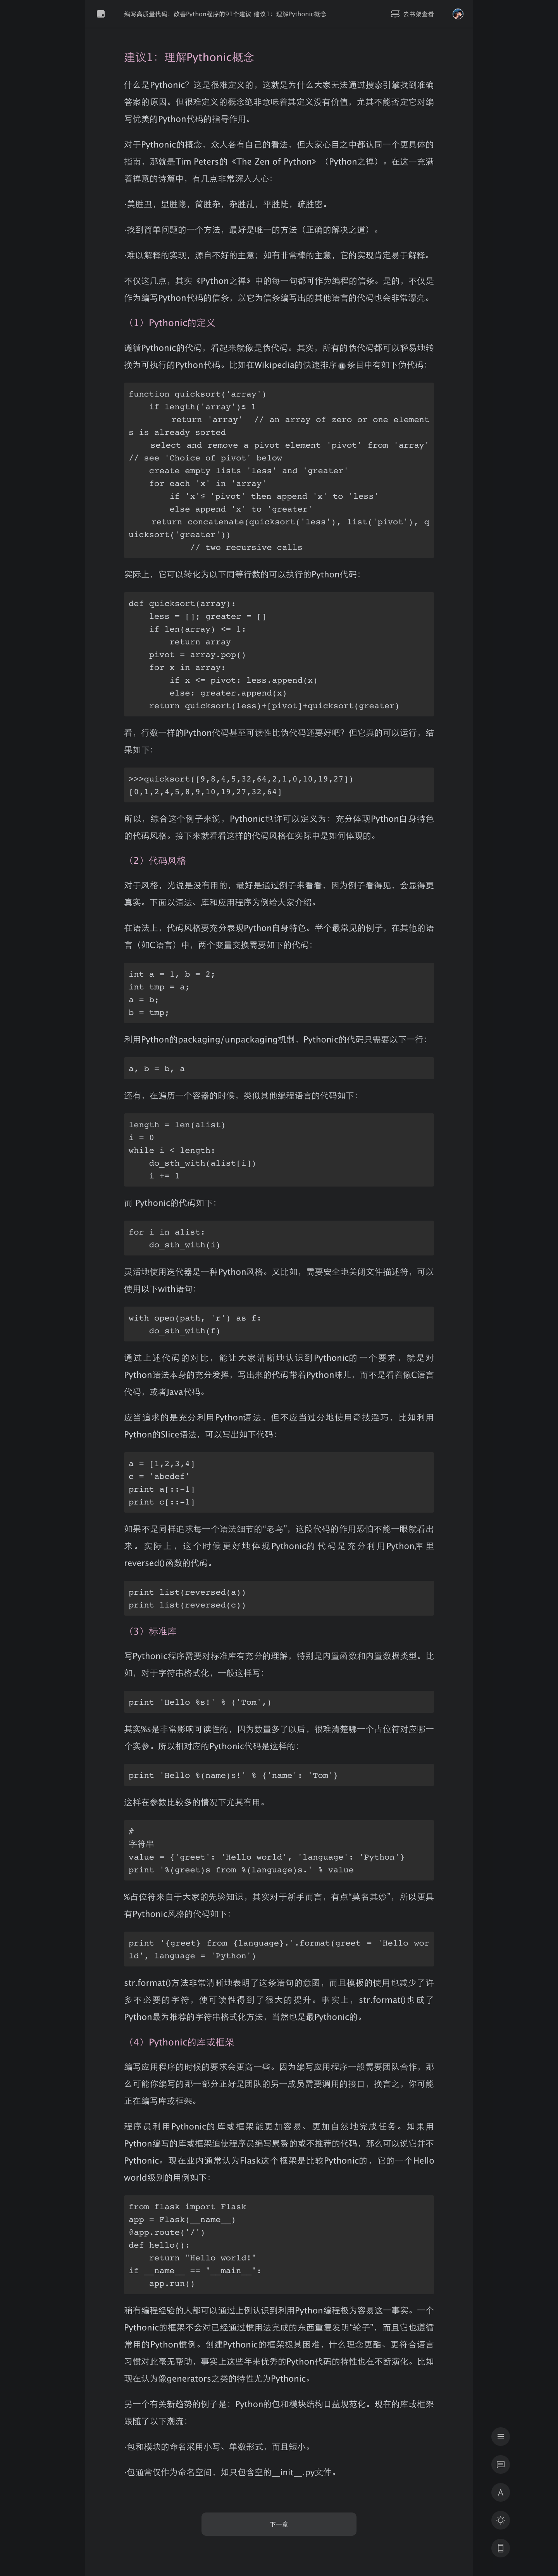 编写高质量代码：改善Python程序的91个建议 建议1：理解Pythonic概念
去书架查看
建议1：理解Pythonic概念
什么是Pythonic？这是很难定义的，这就是为什么大家无法通过搜索引擎找到准确
答案的原因。但很难定义的概念绝非意味着其定义没有价值，尤其不能否定它对编
写优美的Python代码的指导作用。
对于Pythonic的概念，众人各有自己的看法，但大家心目之中都认同一个更具体的
指南，那就是Tim Peters的《The Zen of Python》（Python之禅）。在这一充满
着禅意的诗篇中，有几点非常深入人心：
·美胜丑，显胜隐，简胜杂，杂胜乱，平胜陡，疏胜密。
·找到简单问题的一个方法，最好是唯一的方法（正确的解决之道）。
·难以解释的实现，源自不好的主意；如有非常棒的主意，它的实现肯定易于解释。
不仅这几点，其实《Python之禅》中的每一句都可作为编程的信条。是的，不仅是
作为编写Python代码的信条，以它为信条编写出的其他语言的代码也会非常漂亮。
（1）Pythonic的定义
遵循Pythonic的代码，看起来就像是伪代码。其实，所有的伪代码都可以轻易地转
换为可执行的Python代码。比如在Wikipedia的快速排序条目中有如下伪代码：
function quicksort('array')
if length('array')≤ 1
return 'array'  // an array of zero or one element
s is already sorted
select and remove a pivot element 'pivot' from 'array'
// see 'Choice of pivot' below
create empty lists 'less' and 'greater'
for each 'x' in 'array'
if 'x'≤ 'pivot' then append 'x' to 'less'
else append 'x' to 'greater'
return concatenate(quicksort('less'), list('pivot'), q
uicksort('greater'))
// two recursive calls
实际上，它可以转化为以下同等行数的可以执行的Python代码：
def quicksort(array):
less = []; greater = []
if len(array) <= 1:
return array
pivot = array.pop()
for x in array:
if x <= pivot: less.append(x)
else: greater.append(x)
return quicksort(less)+[pivot]+quicksort(greater)
看，行数一样的Python代码甚至可读性比伪代码还要好吧？但它真的可以运行，结
果如下：
>>>quicksort([9,8,4,5,32,64,2,1,0,10,19,27])
[0,1,2,4,5,8,9,10,19,27,32,64]
所以，综合这个例子来说，Pythonic也许可以定义为：充分体现Python自身特色
的代码风格。接下来就看看这样的代码风格在实际中是如何体现的。
（2）代码风格
对于风格，光说是没有用的，最好是通过例子来看看，因为例子看得见，会显得更
真实。下面以语法、库和应用程序为例给大家介绍。
在语法上，代码风格要充分表现Python自身特色。举个最常见的例子，在其他的语
言（如C语言）中，两个变量交换需要如下的代码：
int a = 1, b = 2;
int tmp = a;
a = b;
b = tmp;
利用Python的packaging/unpackaging机制，Pythonic的代码只需要以下一行：
a, b = b, a
还有，在遍历一个容器的时候，类似其他编程语言的代码如下：
length = len(alist)
i = 0
while i < length:
do_sth_with(alist[i])
i += 1
而 Pythonic的代码如下：
for i in alist:
do_sth_with(i)
灵活地使用迭代器是一种Python风格。又比如，需要安全地关闭文件描述符，可以
使用以下with语句：
with open(path, 'r') as f:
do_sth_with(f)
通过上述代码的对比，能让大家清晰地认识到Pythonic的一个要求，就是对
Python语法本身的充分发挥，写出来的代码带着Python味儿，而不是看着像C语言
代码，或者Java代码。
应当追求的是充分利用Python语法，但不应当过分地使用奇技淫巧，比如利用
Python的Slice语法，可以写出如下代码：
a = [1,2,3,4]
c = 'abcdef'
print a[::-1]
print c[::-1]
如果不是同样追求每一个语法细节的“老鸟”，这段代码的作用恐怕不能一眼就看出
来。实际上，这个时候更好地体现Pythonic的代码是充分利用Python库里
reversed()函数的代码。
print list(reversed(a))
print list(reversed(c))
（3）标准库
写Pythonic程序需要对标准库有充分的理解，特别是内置函数和内置数据类型。比
如，对于字符串格式化，一般这样写：
print 'Hello %s!' % ('Tom',)
其实%s是非常影响可读性的，因为数量多了以后，很难清楚哪一个占位符对应哪一
个实参。所以相对应的Pythonic代码是这样的：
print 'Hello %(name)s!' % {'name': 'Tom'}
这样在参数比较多的情况下尤其有用。
#
字符串
value = {'greet': 'Hello world', 'language': 'Python'}
print '%(greet)s from %(language)s.' % value
%占位符来自于大家的先验知识，其实对于新手而言，有点“莫名其妙”，所以更具
有Pythonic风格的代码如下：
print '{greet} from {language}.'.format(greet = 'Hello wor
ld', language = 'Python')
str.format()方法非常清晰地表明了这条语句的意图，而且模板的使用也减少了许
多不必要的字符，使可读性得到了很大的提升。事实上，str.format()也成了
Python最为推荐的字符串格式化方法，当然也是最Pythonic的。
（4）Pythonic的库或框架
编写应用程序的时候的要求会更高一些。因为编写应用程序一般需要团队合作，那
么可能你编写的那一部分正好是团队的另一成员需要调用的接口，换言之，你可能
正在编写库或框架。
程序员利用Pythonic的库或框架能更加容易、更加自然地完成任务。如果用
Python编写的库或框架迫使程序员编写累赘的或不推荐的代码，那么可以说它并不
Pythonic。现在业内通常认为Flask这个框架是比较Pythonic的，它的一个Hello
world级别的用例如下：
from flask import Flask
app = Flask(__name__)
@app.route('/')
def hello():
return "Hello world!"
if __name__ == "__main__":
app.run()
稍有编程经验的人都可以通过上例认识到利用Python编程极为容易这一事实。一个
Pythonic的框架不会对已经通过惯用法完成的东西重复发明“轮子”，而且它也遵循
常用的Python惯例。创建Pythonic的框架极其困难，什么理念更酷、更符合语言
习惯对此毫无帮助，事实上这些年来优秀的Python代码的特性也在不断演化。比如
现在认为像generators之类的特性尤为Pythonic。
另一个有关新趋势的例子是：Python的包和模块结构日益规范化。现在的库或框架
跟随了以下潮流：
·包和模块的命名采用小写、单数形式，而且短小。
·包通常仅作为命名空间，如只包含空的__init__.py文件。
下一章
A